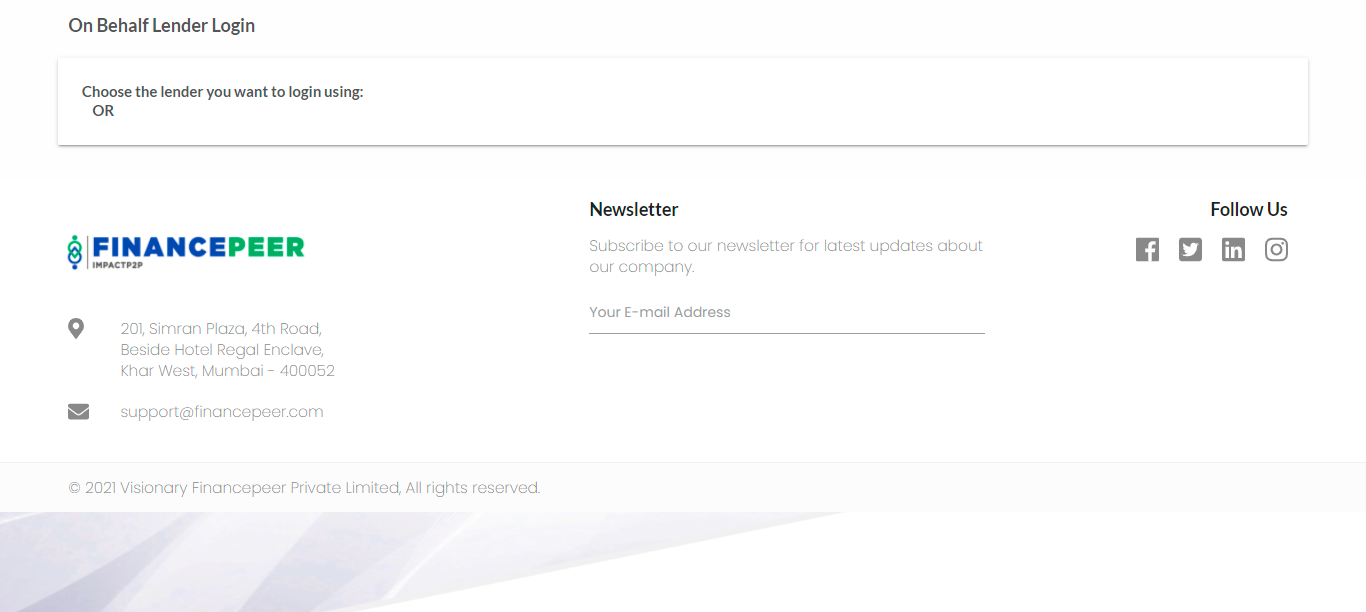 On Behalf Lender Login
Choose the lender you want to login using:
OR
FINANCEPEER
IMPACTP2P
201, Simran Plaza, 4th Road,
Beside Hotel Regal Enclave,
Khar West, Mumbai - 400052
support@financepeer.com
Newsletter
Subscribe to our newsletter for latest updates about
our company.
Your E-mail Address
Follow Us
© 2021 Visionary Financepeer Private Limited, All rights reserved.